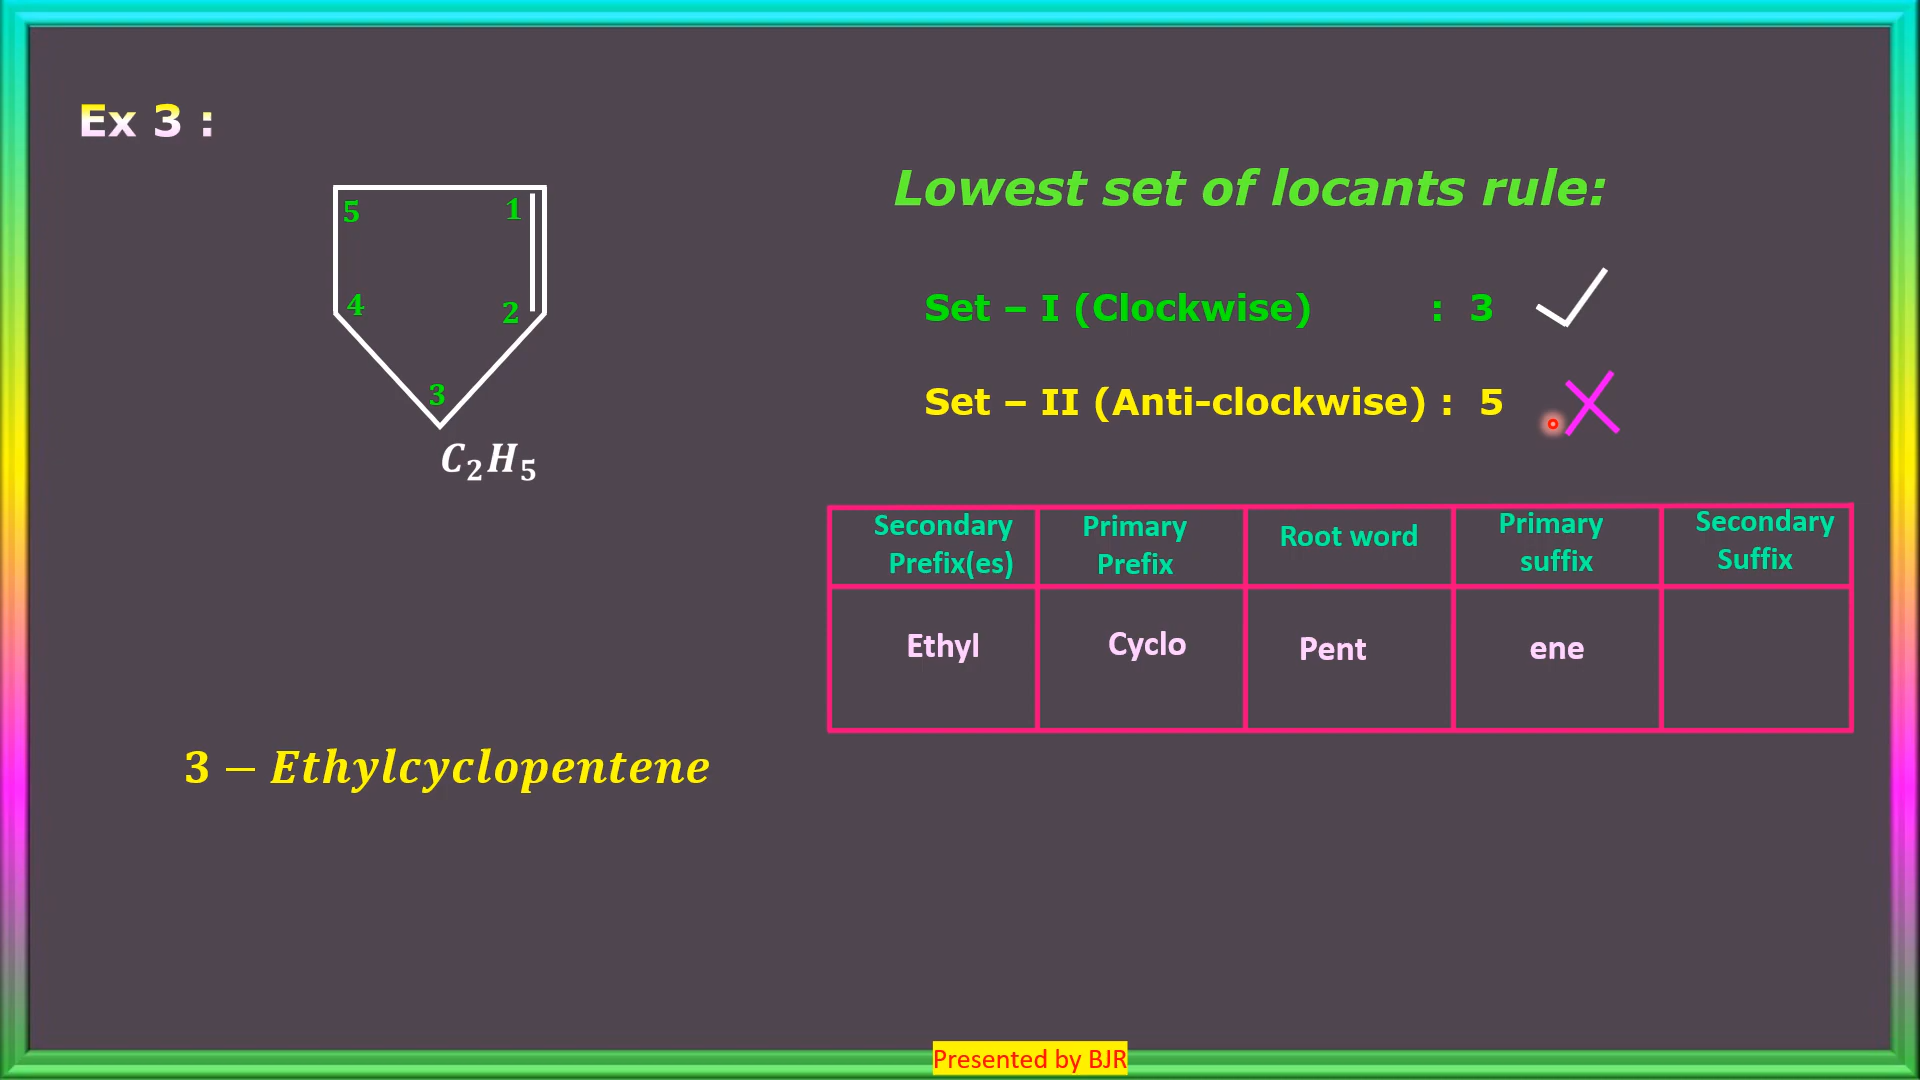 Ex 3 :
5 1
4 2
3
C₂H₅
Lowest set of locants rule:
Set – I (Clockwise) : 3
Set – II (Anti-clockwise) : 5
Secondary Prefix(es) Primary Prefix Root word Primary suffix Secondary Suffix
Ethyl Cyclo Pent ene
3 – Ethylcyclopentene
Presented by BJR